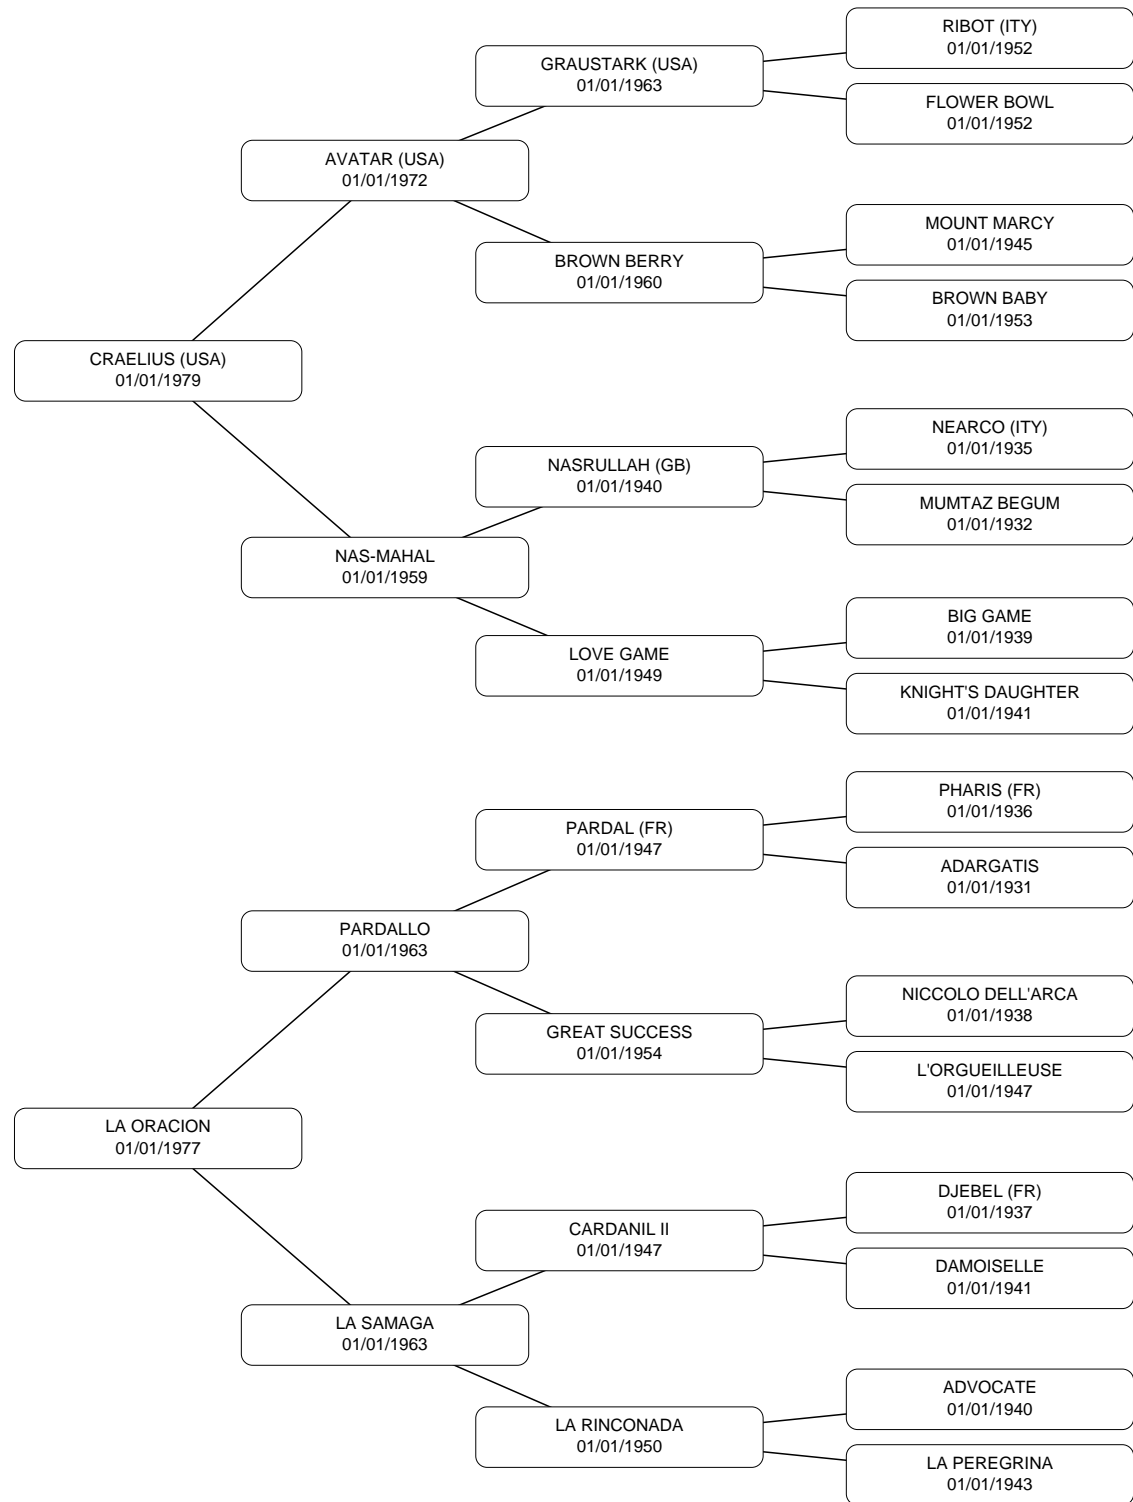 RIBOT (ITY)
01/01/1952
GRAUSTARK (USA)
01/01/1963
FLOWER BOWL
01/01/1952
AVATAR (USA)
01/01/1972
MOUNT MARCY
01/01/1945
BROWN BERRY
01/01/1960
BROWN BABY
01/01/1953
CRAELIUS (USA)
01/01/1979
NEARCO (ITY)
01/01/1935
NASRULLAH (GB)
01/01/1940
MUMTAZ BEGUM
01/01/1932
NAS-MAHAL
01/01/1959
BIG GAME
01/01/1939
LOVE GAME
01/01/1949
KNIGHT'S DAUGHTER
01/01/1941
PHARIS (FR)
01/01/1936
PARDAL (FR)
01/01/1947
ADARGATIS
01/01/1931
PARDALLO
01/01/1963
NICCOLO DELL'ARCA
01/01/1938
GREAT SUCCESS
01/01/1954
L'ORGUEILLEUSE
01/01/1947
LA ORACION
01/01/1977
DJEBEL (FR)
01/01/1937
CARDANIL II
01/01/1947
DAMOISELLE
01/01/1941
LA SAMAGA
01/01/1963
ADVOCATE
01/01/1940
LA RINCONADA
01/01/1950
LA PEREGRINA
01/01/1943